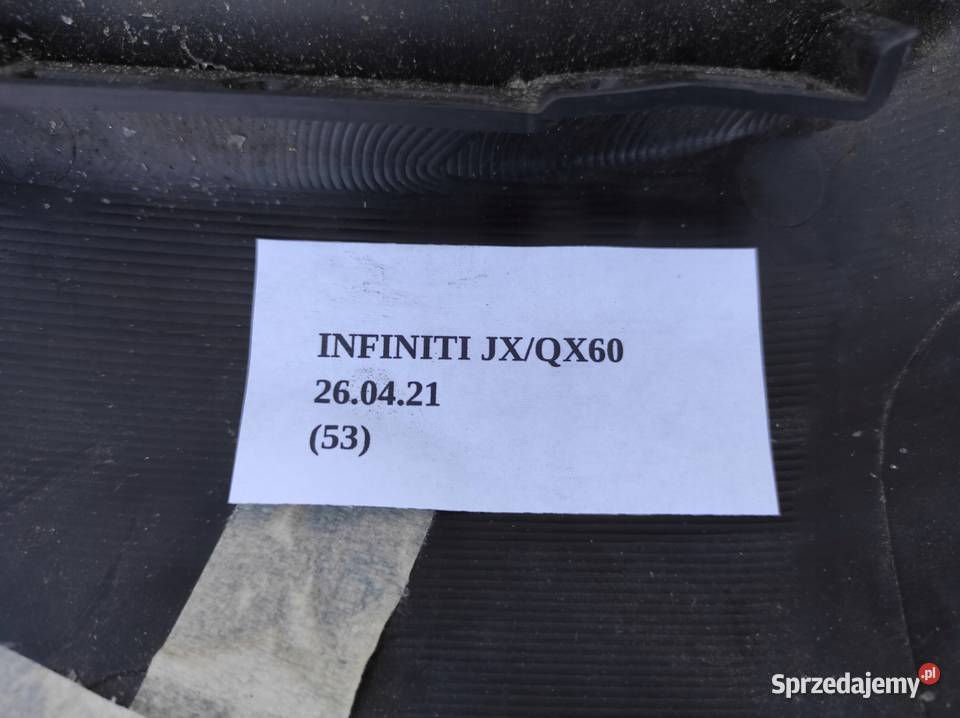 INFINITI JX/QX60
26.04.21
(53)
Sprzedajemy.pl